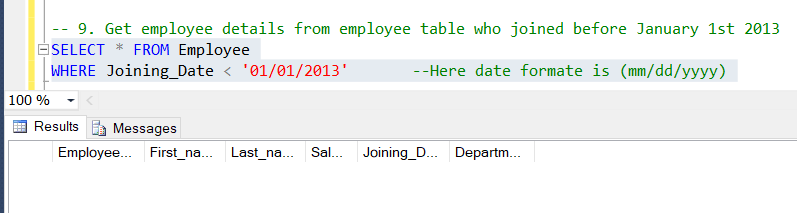 -- 9. Get employee details from employee table who joined before January 1st 2013
SELECT * FROM Employee
WHERE Joining_Date < '01/01/2013' --Here date formate is (mm/dd/yyyy)
100 %
Results Messages
Employee... First_na... Last_na... Sal... Joining_D... Departm...